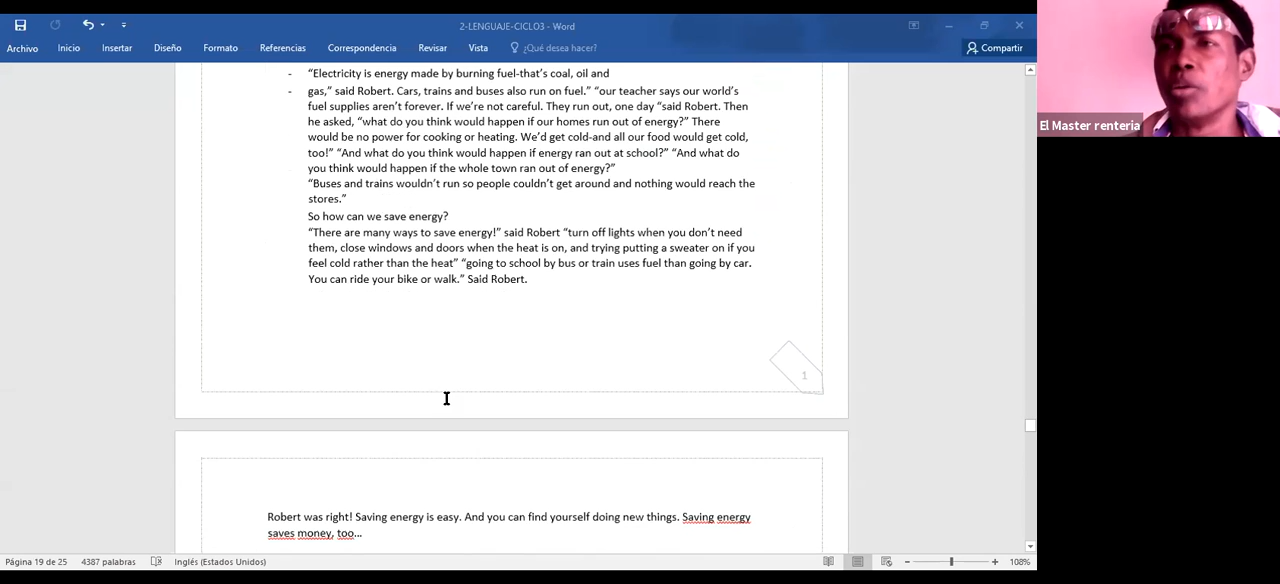 2-LENGUAJE-CICLO3 - Word
Archivo Inicio Insertar Diseño Formato Referencias Correspondencia Revisar Vista ¿Qué desea hacer? Compartir
El Master renteria
- “Electricity is energy made by burning fuel-that’s coal, oil and
- gas,” said Robert. Cars, trains and buses also run on fuel.” “our teacher says our world’s
fuel supplies aren’t forever. If we’re not careful. They run out, one day “said Robert. Then
he asked, “what do you think would happen if our homes run out of energy?” There
would be no power for cooking or heating. We’d get cold-and all our food would get cold,
too!” “And what do you think would happen if energy ran out at school?” “And what do
you think would happen if the whole town ran out of energy?”
“Buses and trains wouldn’t run so people couldn’t get around and nothing would reach the
stores.”
So how can we save energy?
“There are many ways to save energy!” said Robert “turn off lights when you don’t need
them, close windows and doors when the heat is on, and trying putting a sweater on if you
feel cold rather than the heat” “going to school by bus or train uses fuel than going by car.
You can ride your bike or walk.” Said Robert.
1
Robert was right! Saving energy is easy. And you can find yourself doing new things. Saving energy
saves money, too...
Página 19 de 25 4387 palabras Inglés (Estados Unidos) 108%